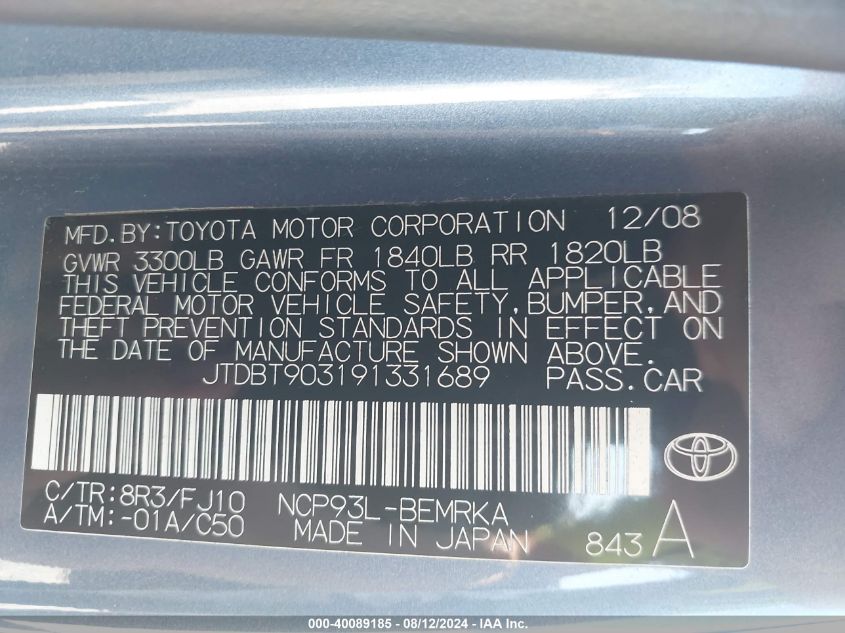 MFD.BY:TOYOTA MOTOR CORPORATION 12/08
GVWR 3300LB GAWR FR 1840LB RR 1820LB
THIS VEHICLE CONFORMS TO ALL APPLICABLE
FEDERAL MOTOR VEHICLE SAFETY,BUMPER,AND
THEFT PREVENTION STANDARDS IN EFFECT ON
THE DATE OF MANUFACTURE SHOWN ABOVE.
JTDBT903191331689 PASS.CAR
C/TR:8R3/FJ10 NCP93L-BEMRKA
A/TM:-01A/C50 MADE IN JAPAN 843 A
000-40089185 - 08/12/2024 - IAA Inc.